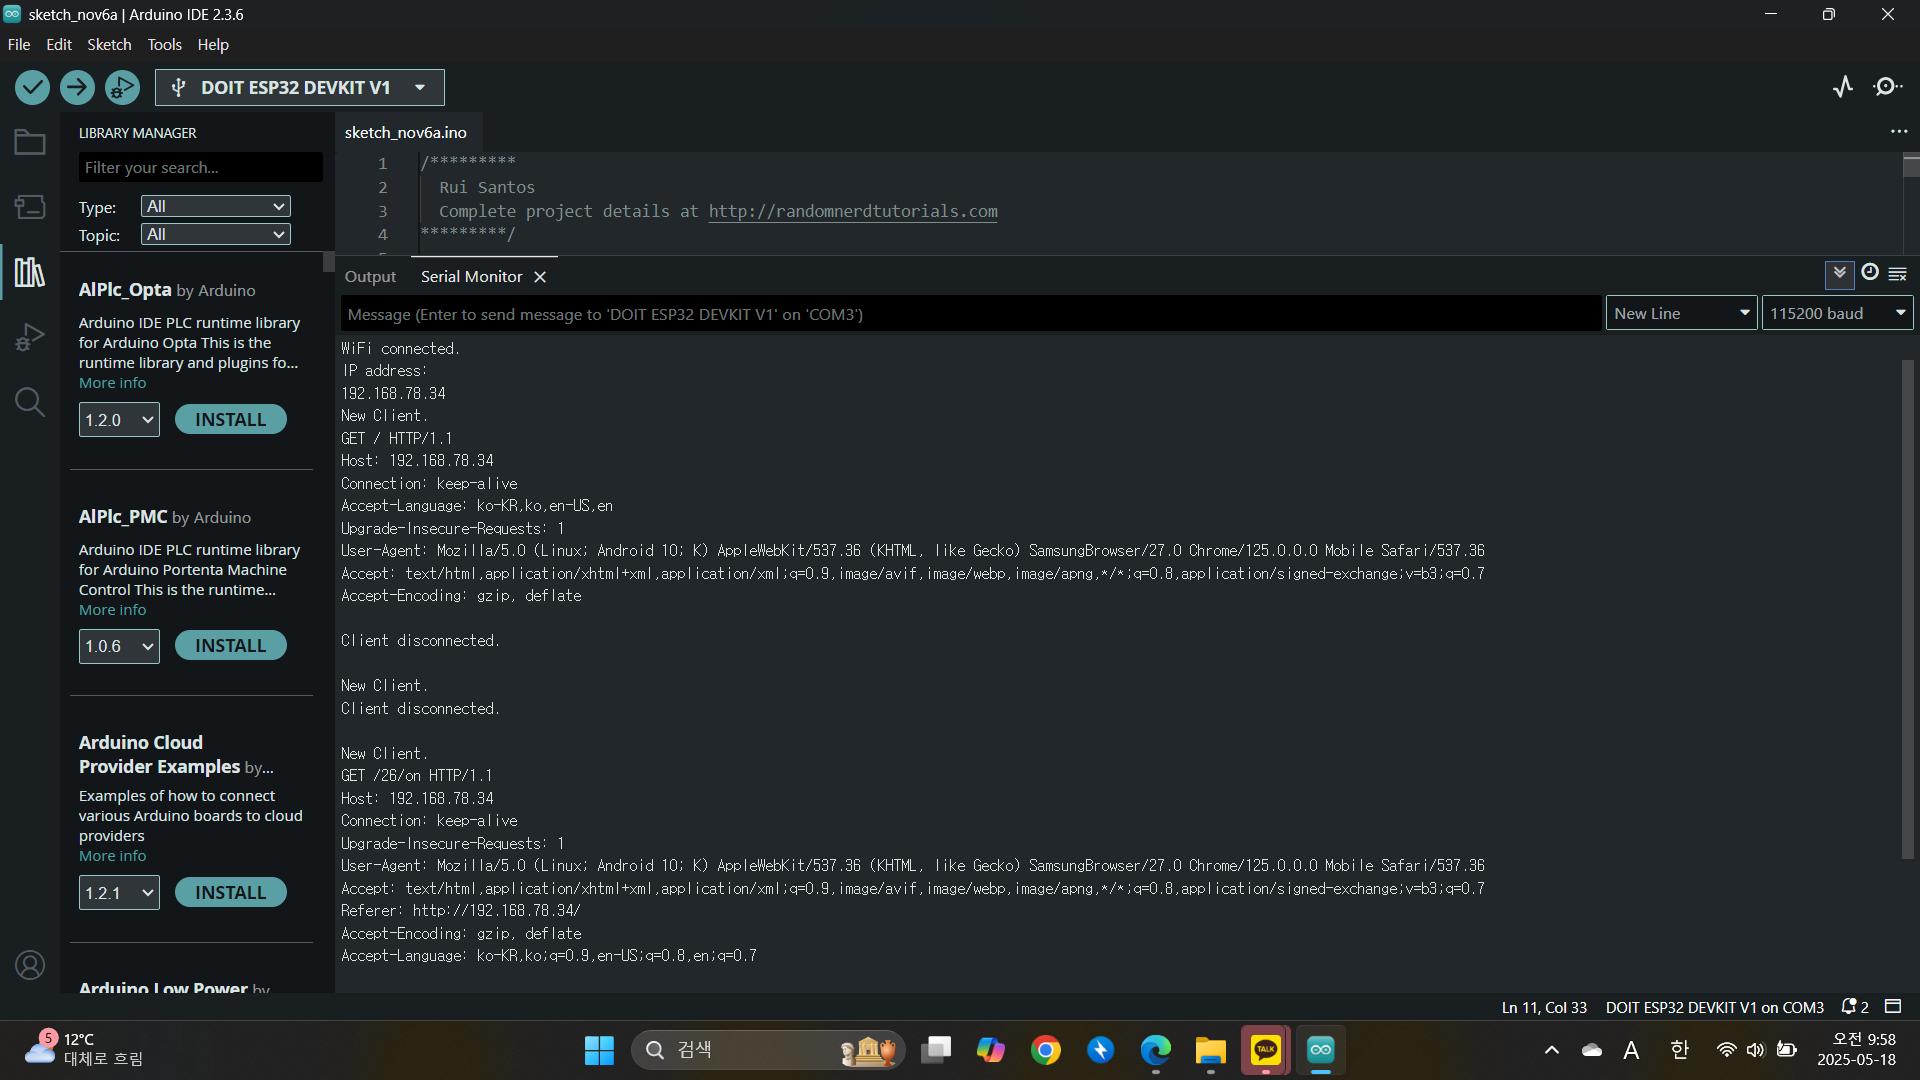 sketch_nov6a | Arduino IDE 2.3.6
File Edit Sketch Tools Help
DOIT ESP32 DEVKIT V1
LIBRARY MANAGER
Filter your search...
Type: All
Topic: All
AlPlc_Opta by Arduino
Arduino IDE PLC runtime library
for Arduino Opta This is the
runtime library and plugins fo...
More info
1.2.0 INSTALL
AlPlc_PMC by Arduino
Arduino IDE PLC runtime library
for Arduino Portenta Machine
Control This is the runtime...
More info
1.0.6 INSTALL
Arduino Cloud
Provider Examples by...
Examples of how to connect
various Arduino boards to cloud
providers
More info
1.2.1 INSTALL
Arduino Low Power by
sketch_nov6a.ino
1 /*********
2 Rui Santos
3 Complete project details at http://randomnerdtutorials.com
4 *********/
Output Serial Monitor
Message (Enter to send message to 'DOIT ESP32 DEVKIT V1' on 'COM3')
New Line
115200 baud
WiFi connected.
IP address:
192.168.78.34
New Client.
GET / HTTP/1.1
Host: 192.168.78.34
Connection: keep-alive
Accept-Language: ko-KR,ko,en-US,en
Upgrade-Insecure-Requests: 1
User-Agent: Mozilla/5.0 (Linux; Android 10; K) AppleWebKit/537.36 (KHTML, like Gecko) SamsungBrowser/27.0 Chrome/125.0.0.0 Mobile Safari/537.36
Accept: text/html,application/xhtml+xml,application/xml;q=0.9,image/avif,image/webp,image/apng,*/*;q=0.8,application/signed-exchange;v=b3;q=0.7
Accept-Encoding: gzip, deflate
Client disconnected.
New Client.
Client disconnected.
New Client.
GET /26/on HTTP/1.1
Host: 192.168.78.34
Connection: keep-alive
Upgrade-Insecure-Requests: 1
User-Agent: Mozilla/5.0 (Linux; Android 10; K) AppleWebKit/537.36 (KHTML, like Gecko) SamsungBrowser/27.0 Chrome/125.0.0.0 Mobile Safari/537.36
Accept: text/html,application/xhtml+xml,application/xml;q=0.9,image/avif,image/webp,image/apng,*/*;q=0.8,application/signed-exchange;v=b3;q=0.7
Referer: http://192.168.78.34/
Accept-Encoding: gzip, deflate
Accept-Language: ko-KR,ko;q=0.9,en-US;q=0.8,en;q=0.7
Ln 11, Col 33 DOIT ESP32 DEVKIT V1 on COM3 2
5
12°C
대체로 흐림
검색
TALK
A 한
오전 9:58
2025-05-18